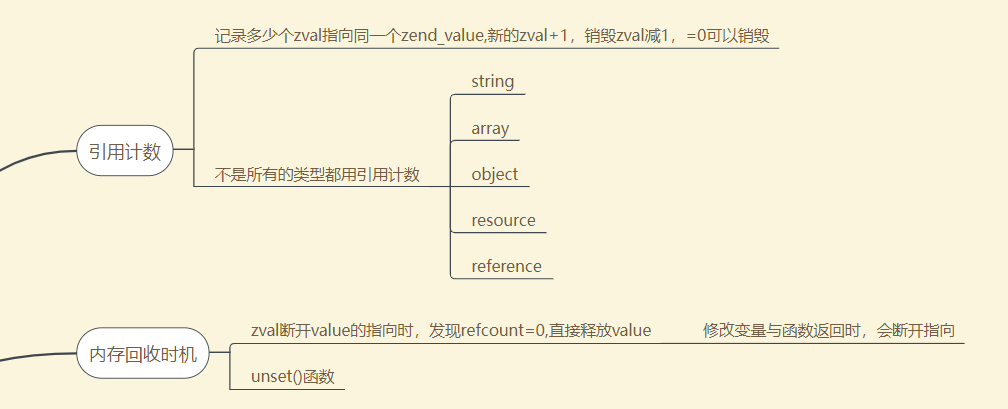 记录多少个zval指向同一个zend_value,新的zval+1，销毁zval减1，=0可以销毁
引用计数
不是所有的类型都用引用计数
string
array
object
resource
reference
内存回收时机
zval断开value的指向时，发现refcount=0,直接释放value
修改变量与函数返回时，会断开指向
unset()函数